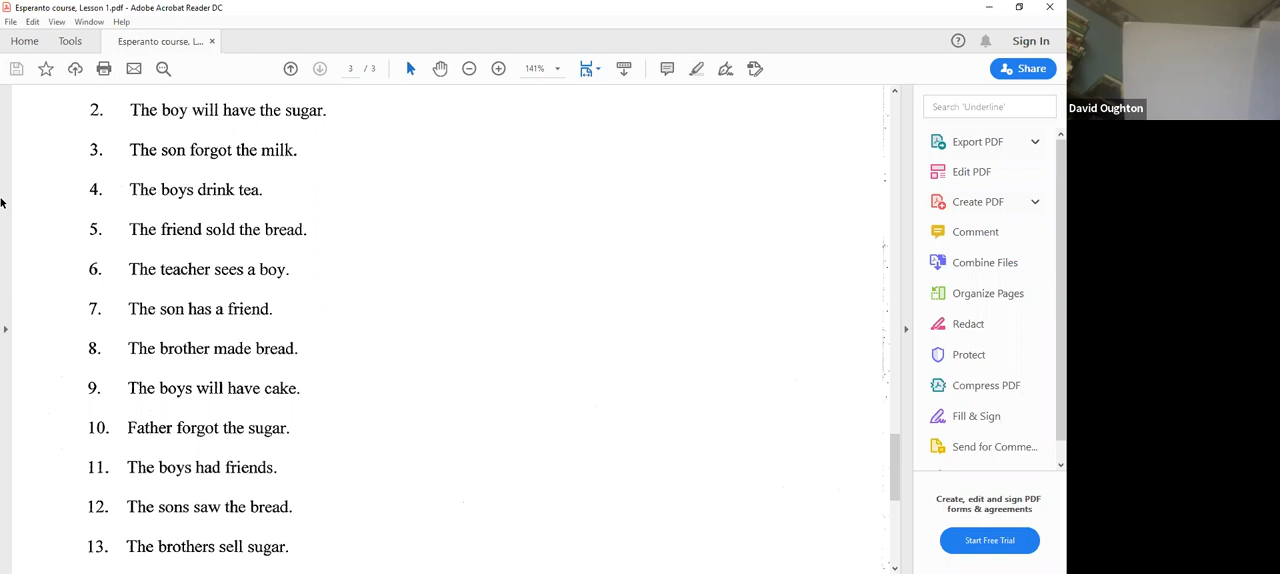 Esperanto course, Lesson 1.pdf - Adobe Acrobat Reader DC
File Edit View Window Help
Home Tools Esperanto course, L... × Sign In
3 / 3 141% Share
2. The boy will have the sugar.
3. The son forgot the milk.
4. The boys drink tea.
5. The friend sold the bread.
6. The teacher sees a boy.
7. The son has a friend.
8. The brother made bread.
9. The boys will have cake.
10. Father forgot the sugar.
11. The boys had friends.
12. The sons saw the bread.
13. The brothers sell sugar.
Search 'Underline'
Export PDF
Edit PDF
Create PDF
Comment
Combine Files
Organize Pages
Redact
Protect
Compress PDF
Fill & Sign
Send for Comme...
Create, edit and sign PDF
forms & agreements
Start Free Trial
David Oughton